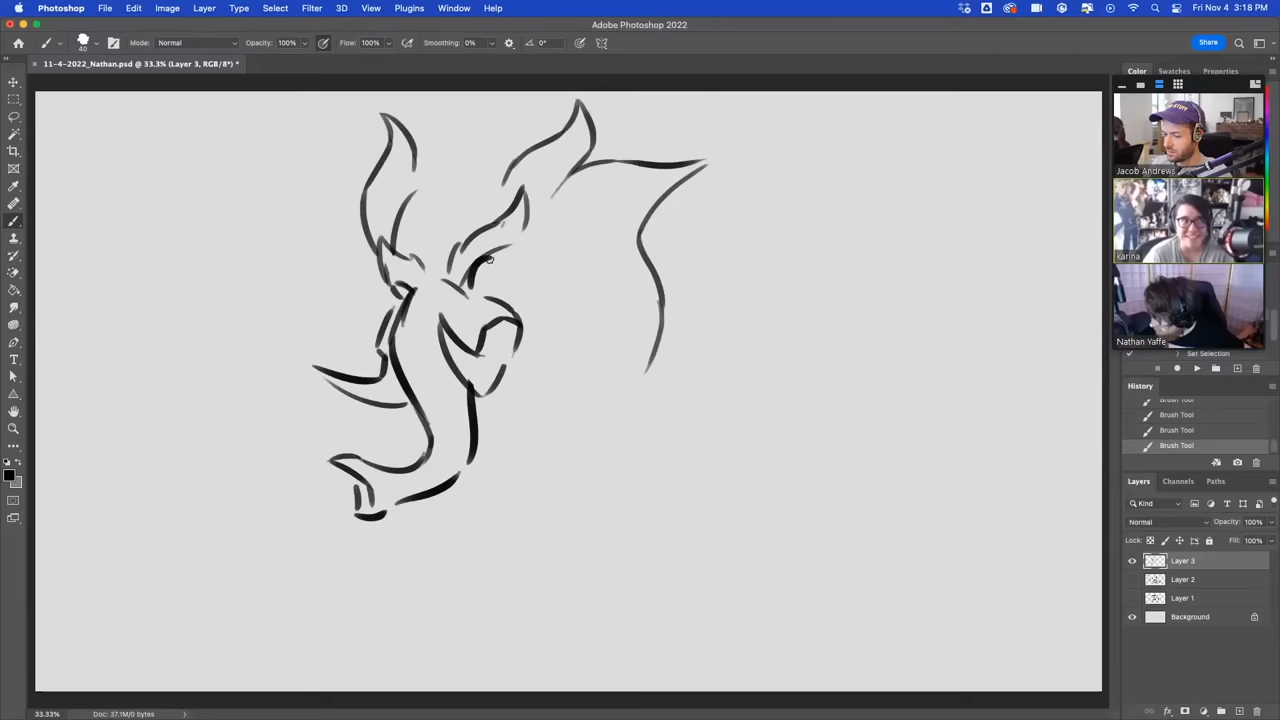 Photoshop File Edit Image Layer Type Select Filter 3D View Plugins Window Help Fri Nov 4 3:18 PM
Adobe Photoshop 2022
40 Mode: Normal Opacity: 100% Flow: 100% Smoothing: 0% 0° Share
11-4-2022_Nathan.psd @ 33.3% (Layer 3, RGB/8*) *
Color Swatches Properties
Jacob Andrews
karina
Nathan Yaffe
Set Selection
History
Brush Tool
Brush Tool
Brush Tool
Brush Tool
Layers Channels Paths
Kind
Normal Opacity: 100%
Lock: Fill: 100%
Layer 3
Layer 2
Layer 1
Background
33.33% Doc: 37.1M/0 bytes